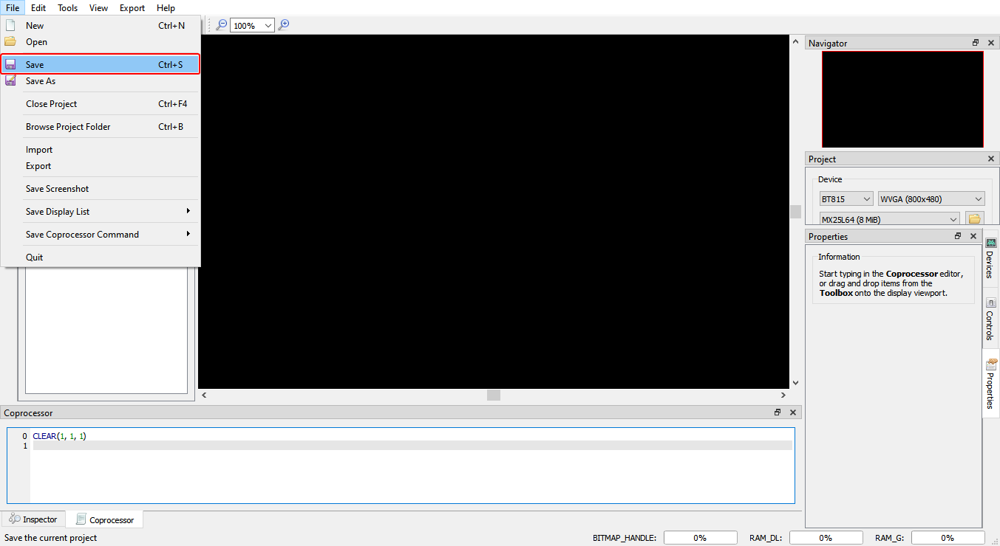 File Edit Tools View Export Help
New Ctrl+N
Open
Save Ctrl+S
Save As
Close Project Ctrl+F4
Browse Project Folder Ctrl+B
Import
Export
Save Screenshot
Save Display List
Save Coprocessor Command
Quit
100%
Navigator
Project
Device
BT815 WVGA (800x480)
MX25L64 (8 MiB)
Properties
Information
Start typing in the Coprocessor editor,
or drag and drop items from the
Toolbox onto the display viewport.
Devices
Controls
Properties
Coprocessor
0 CLEAR(1, 1, 1)
1
Inspector Coprocessor
Save the current project BITMAP_HANDLE: 0% RAM_DL: 0% RAM_G: 0%